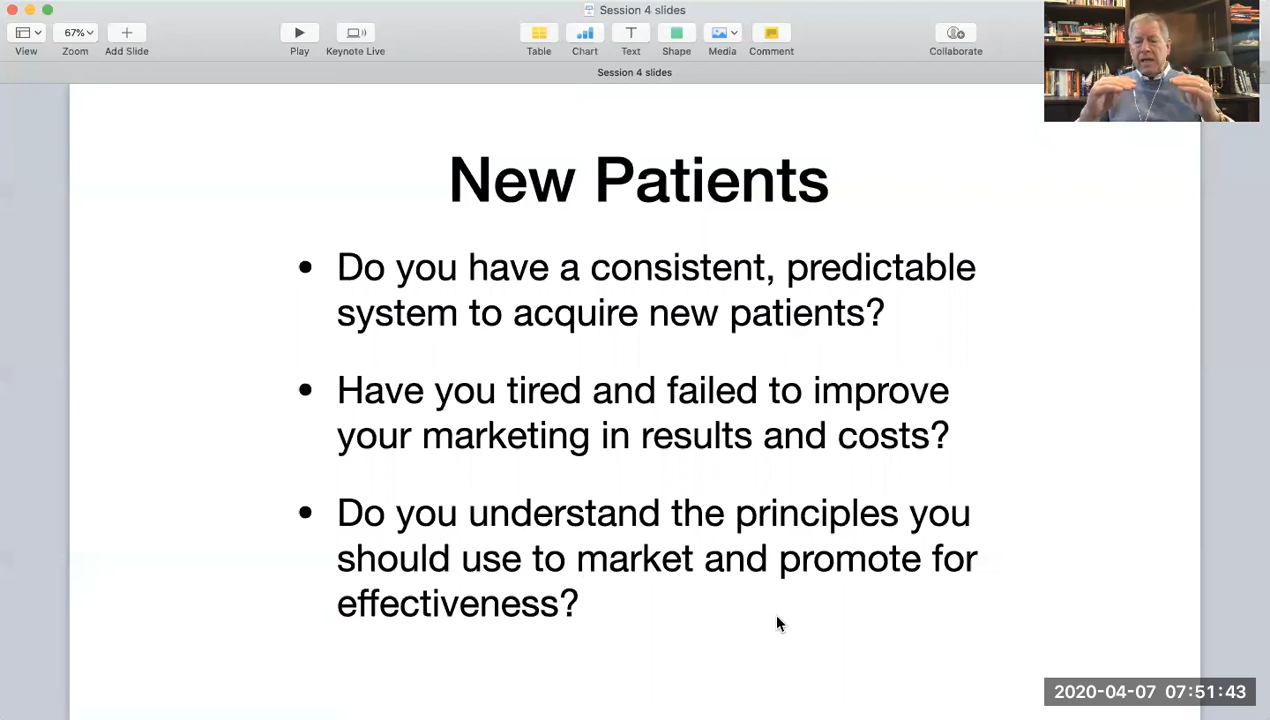 Session 4 slides
67%
View
Zoom
Add Slide
Play
Keynote Live
Table
Chart
Text
Shape
Media
Comment
Collaborate
Session 4 slides
New Patients
• Do you have a consistent, predictable
system to acquire new patients?
• Have you tired and failed to improve
your marketing in results and costs?
• Do you understand the principles you
should use to market and promote for
effectiveness?
2020-04-07 07:51:43